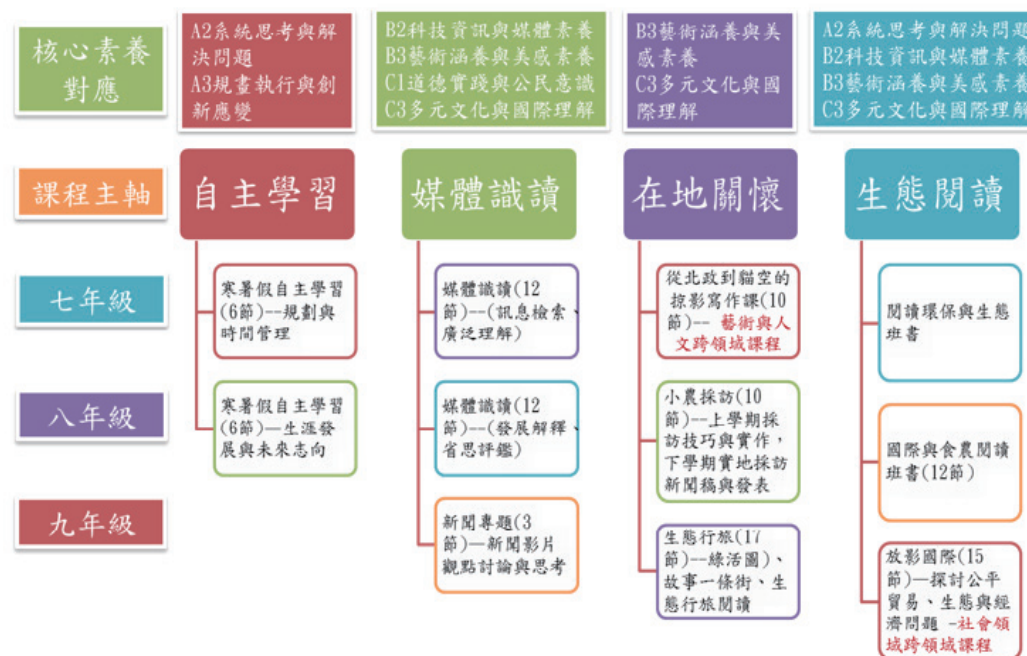 核心素養
對應
A2系統思考與解
決問題
A3規畫執行與創
新應變
B2科技資訊與媒體素養
B3藝術涵養與美感素養
C1道德實踐與公民意識
C3多元文化與國際理解
B3藝術涵養與美
感素養
C3多元文化與國
際理解
A2系統思考與解決問題
B2科技資訊與媒體素養
B3藝術涵養與美感素養
C3多元文化與國際理解
課程主軸
自主學習
媒體識讀
在地關懷
生態閱讀
七年級
寒暑假自主學習
(6節)--規劃與
時間管理
媒體識讀(12
節)--(訊息檢索、
廣泛理解)
從北政到貓空的
掠影寫作課(10
節)-- 藝術與人
文跨領域課程
閱讀環保與生態
班書
八年級
寒暑假自主學習
(6節)—生涯發
展與未來志向
媒體識讀(12
節)--(發展解釋、
省思評鑑)
小農採訪(10
節)--上學期採
訪技巧與實作，
下學期實地採訪
新聞稿與發表
國際與食農閱讀
班書(12節)
九年級
新聞專題(3
節)—新聞影片
觀點討論與思考
生態行旅(17
節)--綠活圖)、
故事一條街、生
態行旅閱讀
放影國際(15
節)—探討公平
貿易、生態與經
濟問題 -社會領
域跨領域課程